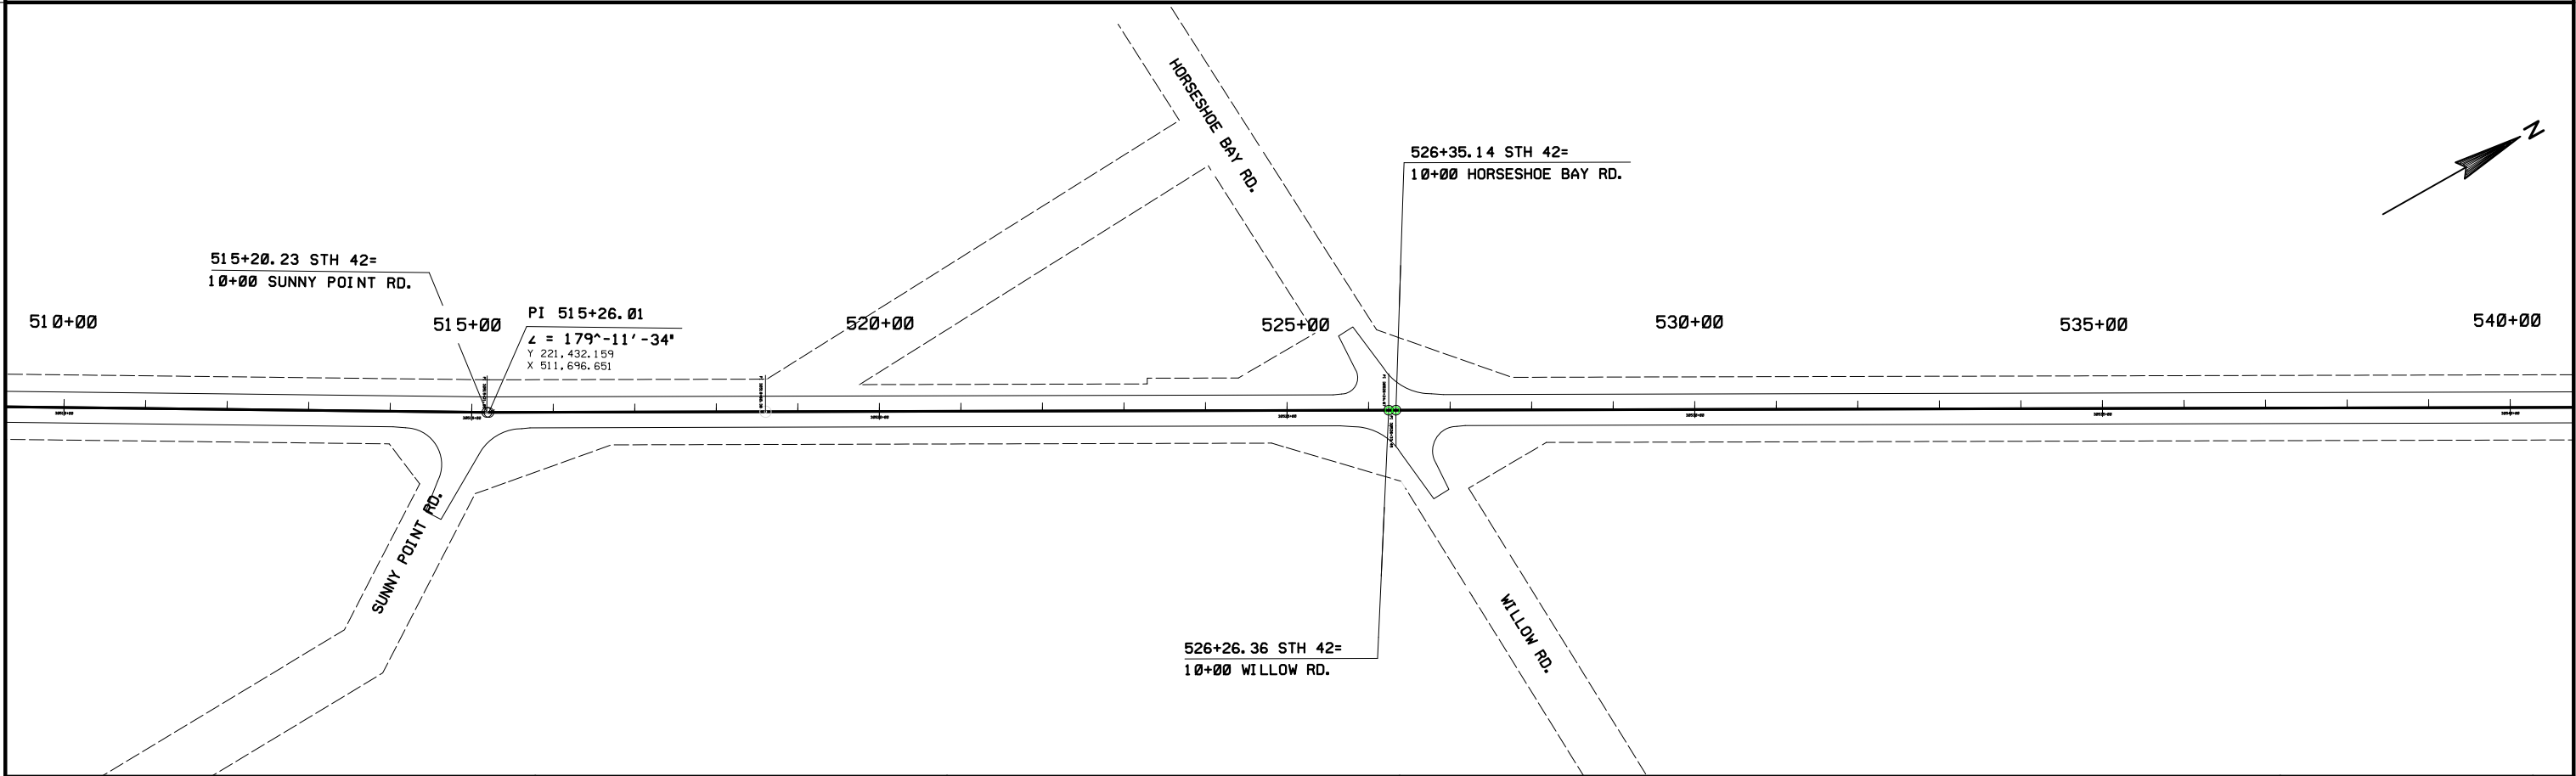 HORSESHOE BAY RD.
N
526+35.14 STH 42=
10+00 HORSESHOE BAY RD.
515+20.23 STH 42=
10+00 SUNNY POINT RD.
PI 515+26.01
∠ = 179^-11'-34"
Y 221,432.159
X 511,696.651
510+00
515+00
520+00
525+00
530+00
535+00
540+00
SUNNY POINT RD.
WILLOW RD.
526+26.36 STH 42=
10+00 WILLOW RD.